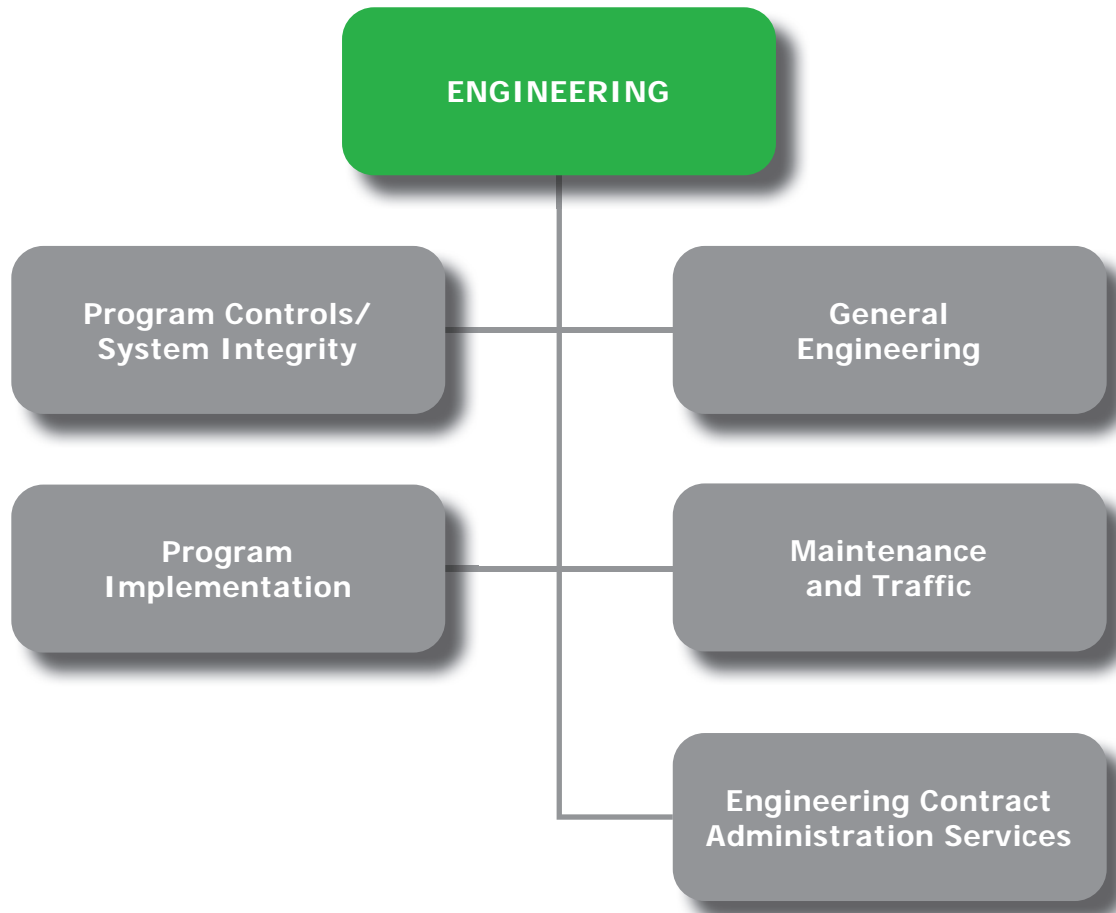 ENGINEERING
Program Controls/
System Integrity
General
Engineering
Program
Implementation
Maintenance
and Traffic
Engineering Contract
Administration Services